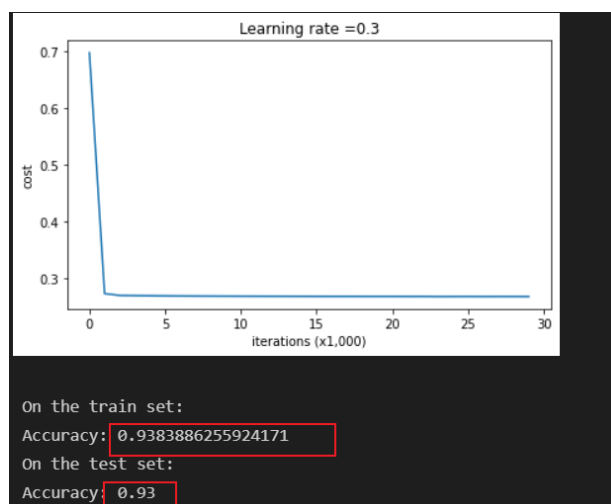 Learning rate =0.3
0.7
0.6
0.5
0.4
0.3
cost
0 5 10 15 20 25 30
iterations (x1,000)
On the train set:
Accuracy: 0.9383886255924171
On the test set:
Accuracy: 0.93